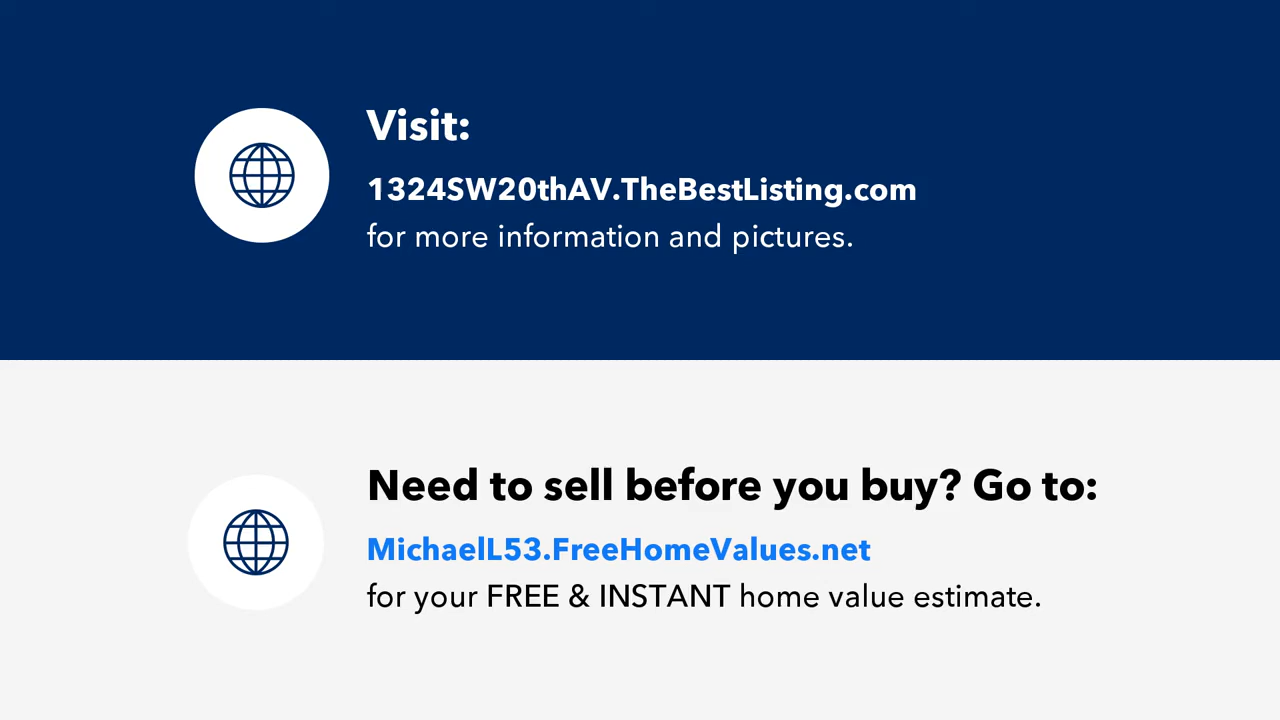 Visit:
1324SW20thAV.TheBestListing.com
for more information and pictures.
Need to sell before you buy? Go to:
MichaelL53.FreeHomeValues.net
for your FREE & INSTANT home value estimate.